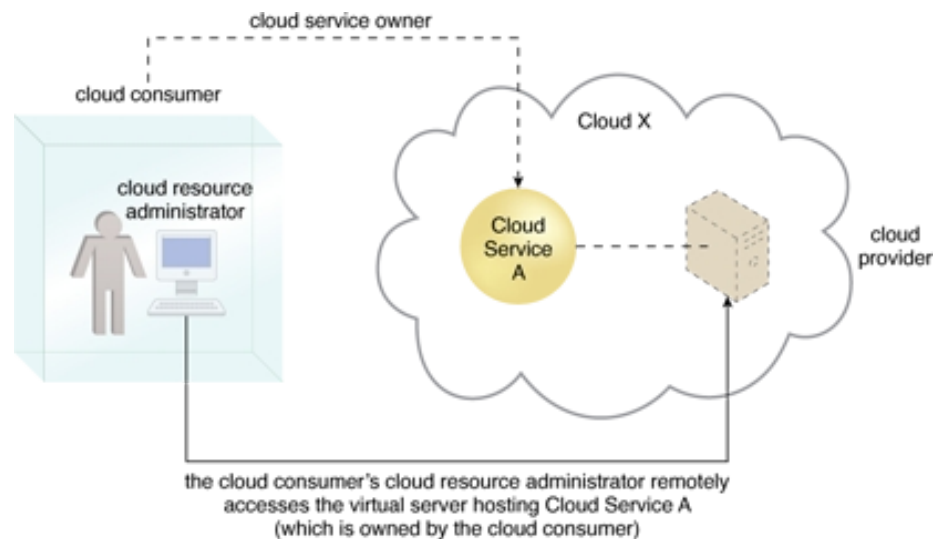 cloud service owner
cloud consumer
Cloud X
cloud resource
administrator
Cloud
Service
A
cloud
provider
the cloud consumer's cloud resource administrator remotely
accesses the virtual server hosting Cloud Service A
(which is owned by the cloud consumer)